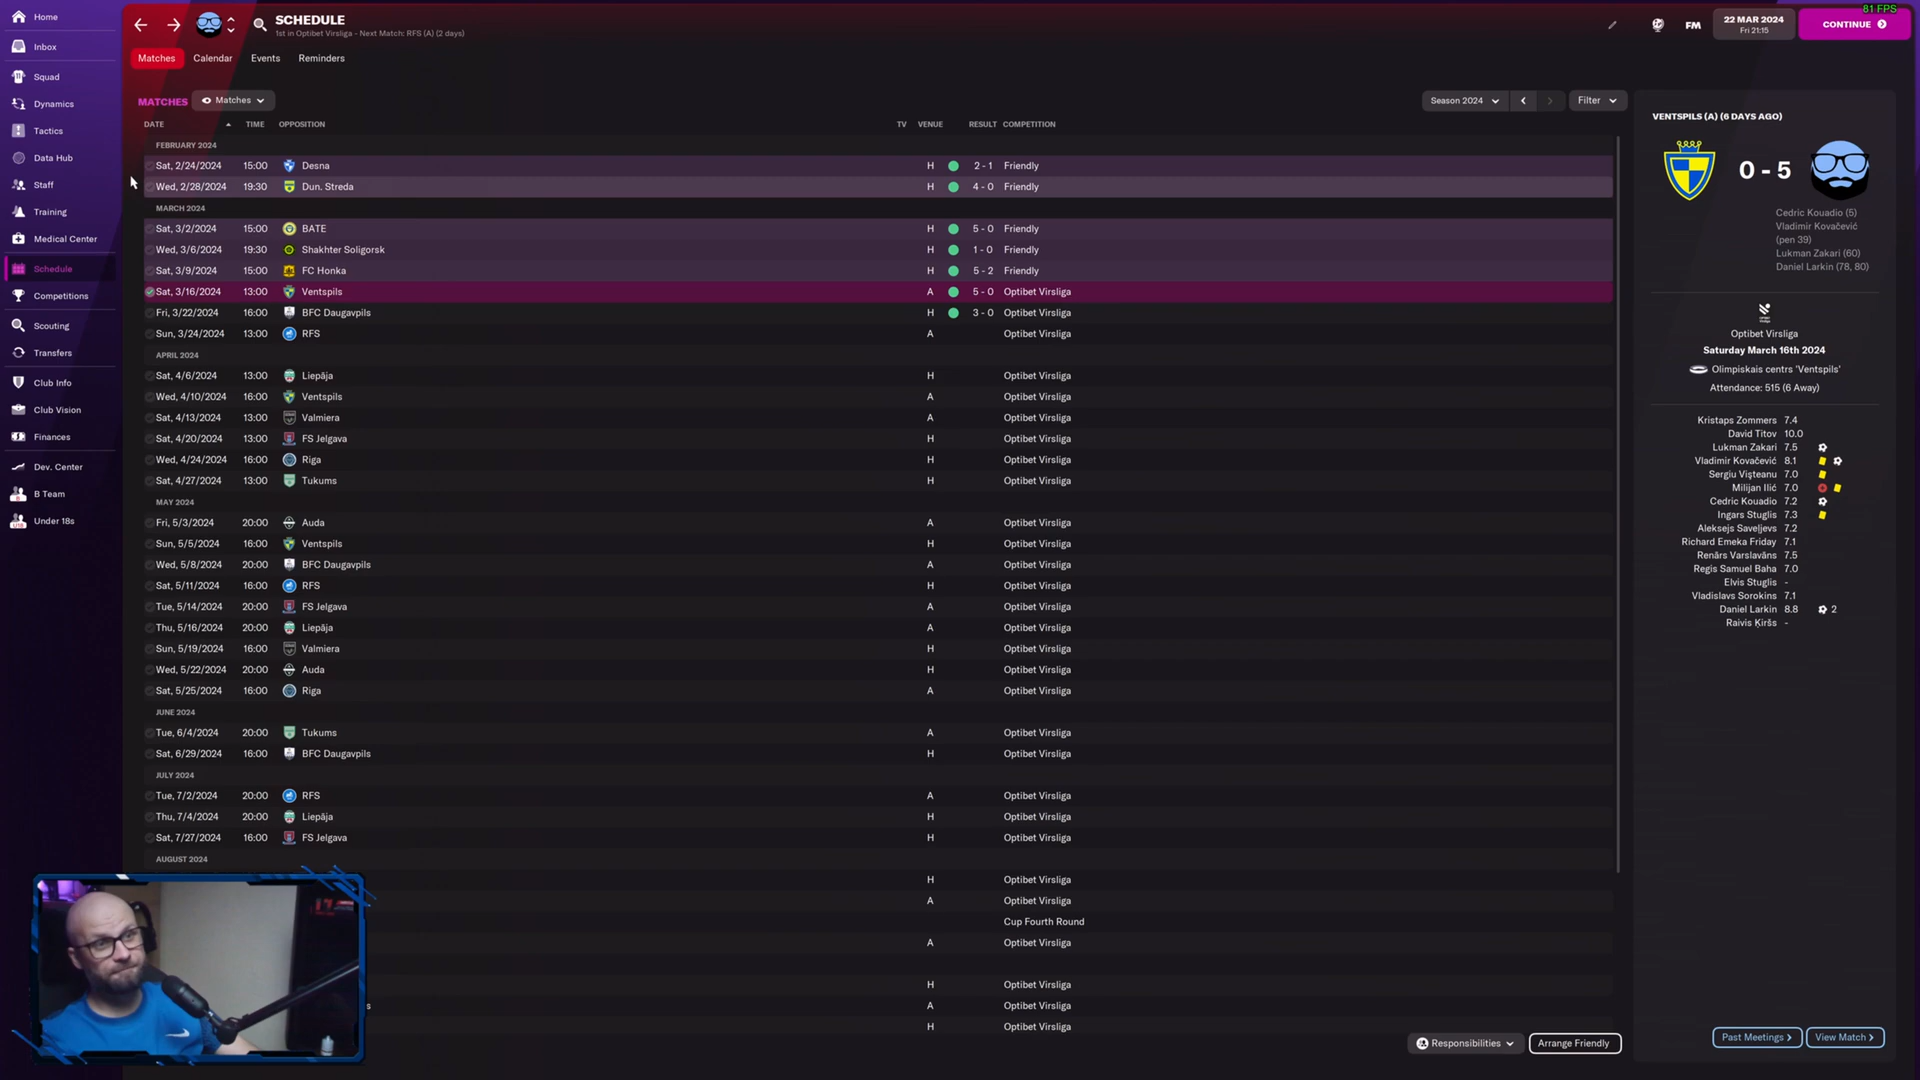 81 FPS
Home
SCHEDULE
1st in Optibet Virsliga - Next Match: RFS (A) (2 days)
FM
22 MAR 2024
Fri 21:15
CONTINUE
Inbox
Squad
Dynamics
Tactics
Data Hub
Staff
Training
Medical Center
Schedule
Competitions
Scouting
Transfers
Club Info
Club Vision
Finances
Dev. Center
B Team
Under 18s
Matches Calendar Events Reminders
MATCHES Matches Season 2024 Filter
DATE TIME OPPOSITION TV VENUE RESULT COMPETITION
FEBRUARY 2024
Sat, 2/24/2024 15:00 Desna H 2 - 1 Friendly
Wed, 2/28/2024 19:30 Dun. Streda H 4 - 0 Friendly
MARCH 2024
Sat, 3/2/2024 15:00 BATE H 5 - 0 Friendly
Wed, 3/6/2024 19:30 Shakhter Soligorsk H 1 - 0 Friendly
Sat, 3/9/2024 15:00 FC Honka H 5 - 2 Friendly
Sat, 3/16/2024 13:00 Ventspils A 5 - 0 Optibet Virsliga
Fri, 3/22/2024 16:00 BFC Daugavpils H 3 - 0 Optibet Virsliga
Sun, 3/24/2024 13:00 RFS A Optibet Virsliga
APRIL 2024
Sat, 4/6/2024 13:00 Liepāja H Optibet Virsliga
Wed, 4/10/2024 16:00 Ventspils A Optibet Virsliga
Sat, 4/13/2024 13:00 Valmiera A Optibet Virsliga
Sat, 4/20/2024 13:00 FS Jelgava H Optibet Virsliga
Wed, 4/24/2024 16:00 Riga H Optibet Virsliga
Sat, 4/27/2024 13:00 Tukums H Optibet Virsliga
MAY 2024
Fri, 5/3/2024 20:00 Auda A Optibet Virsliga
Sun, 5/5/2024 16:00 Ventspils H Optibet Virsliga
Wed, 5/8/2024 20:00 BFC Daugavpils A Optibet Virsliga
Sat, 5/11/2024 16:00 RFS H Optibet Virsliga
Tue, 5/14/2024 20:00 FS Jelgava A Optibet Virsliga
Thu, 5/16/2024 20:00 Liepāja A Optibet Virsliga
Sun, 5/19/2024 16:00 Valmiera H Optibet Virsliga
Wed, 5/22/2024 20:00 Auda H Optibet Virsliga
Sat, 5/25/2024 16:00 Riga A Optibet Virsliga
JUNE 2024
Tue, 6/4/2024 20:00 Tukums A Optibet Virsliga
Sat, 6/29/2024 16:00 BFC Daugavpils H Optibet Virsliga
JULY 2024
Tue, 7/2/2024 20:00 RFS A Optibet Virsliga
Thu, 7/4/2024 20:00 Liepāja H Optibet Virsliga
Sat, 7/27/2024 16:00 FS Jelgava H Optibet Virsliga
AUGUST 2024
H Optibet Virsliga
A Optibet Virsliga
Cup Fourth Round
A Optibet Virsliga
H Optibet Virsliga
s A Optibet Virsliga
H Optibet Virsliga
Responsibilities Arrange Friendly
VENTSPILS (A) (6 DAYS AGO)
0 - 5
Cedric Kouadio (5)
Vladimir Kovačević
(pen 39)
Lukman Zakari (60)
Daniel Larkin (78, 80)
Optibet Virsliga
Saturday March 16th 2024
Olimpiskais centrs 'Ventspils'
Attendance: 515 (6 Away)
Kristaps Zommers 7.4
David Titov 10.0
Lukman Zakari 7.5
Vladimir Kovačević 8.1
Sergiu Vișteanu 7.0
Milijan Ilić 7.0
Cedric Kouadio 7.2
Ingars Stuglis 7.3
Aleksejs Saveljevs 7.2
Richard Emeka Friday 7.1
Renārs Varslavāns 7.5
Regis Samuel Baha 7.0
Elvis Stuglis -
Vladislavs Sorokins 7.1
Daniel Larkin 8.8 2
Raivis Ķiršs -
Past Meetings View Match